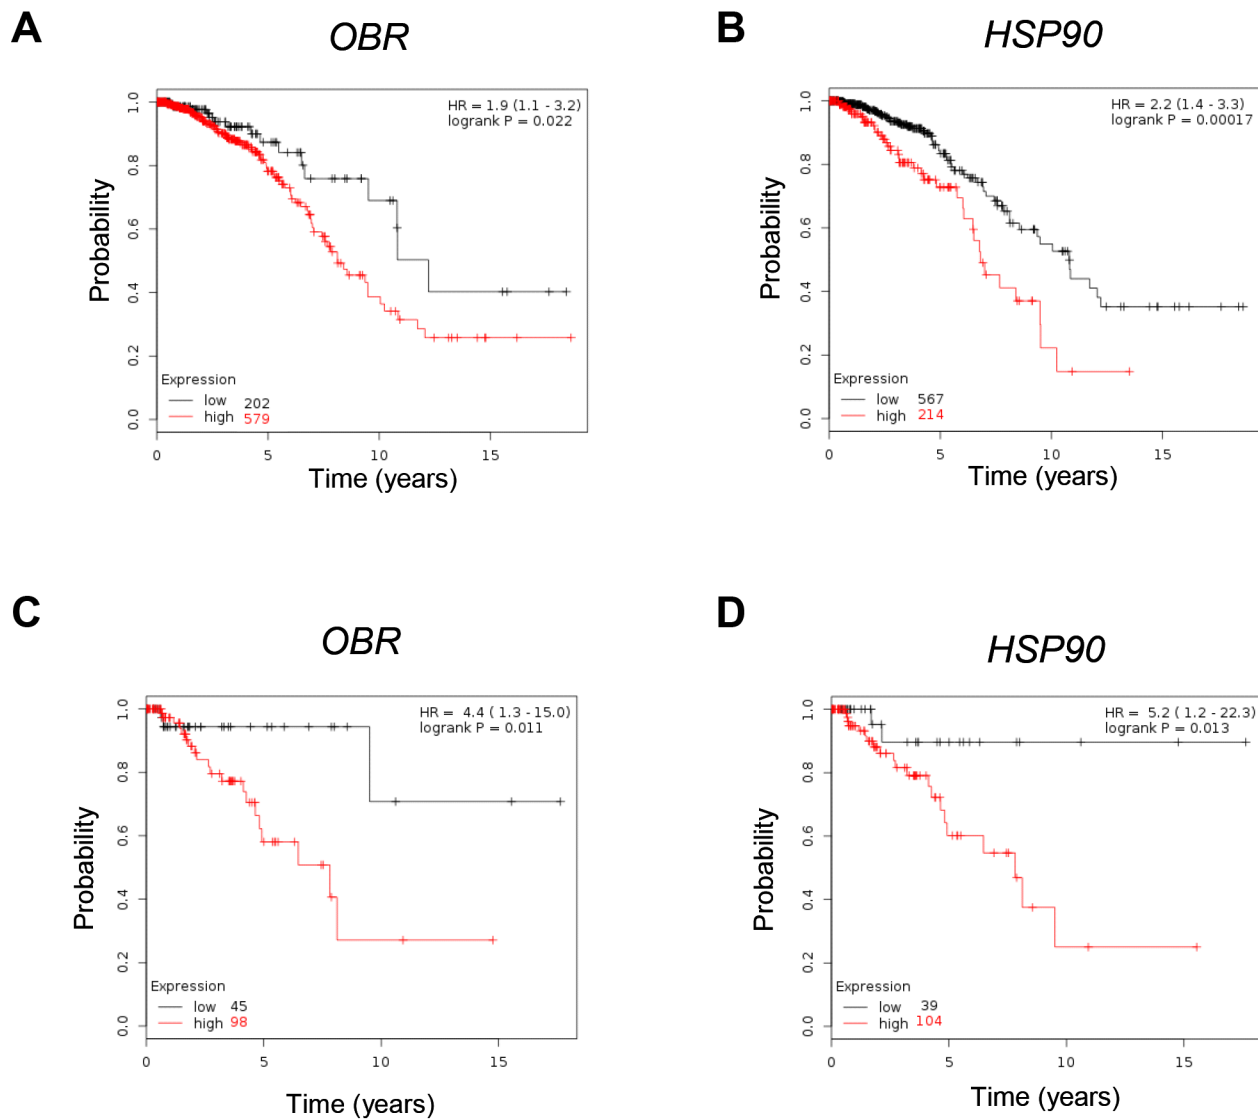 A
OBR
HR = 1.9 (1.1 - 3.2)
logrank P = 0.022
Probability
1.0
0.8
0.6
0.4
0.2
0.0
Expression
low 202
high 579
0 5 10 15
Time (years)
B
HSP90
HR = 2.2 (1.4 - 3.3)
logrank P = 0.00017
Probability
1.0
0.8
0.6
0.4
0.2
0.0
Expression
low 567
high 214
0 5 10 15
Time (years)
C
OBR
HR = 4.4 ( 1.3 - 15.0)
logrank P = 0.011
Probability
1.0
0.8
0.6
0.4
0.2
0.0
Expression
low 45
high 98
0 5 10 15
Time (years)
D
HSP90
HR = 5.2 ( 1.2 - 22.3)
logrank P = 0.013
Probability
1.0
0.8
0.6
0.4
0.2
0.0
Expression
low 39
high 104
0 5 10 15
Time (years)